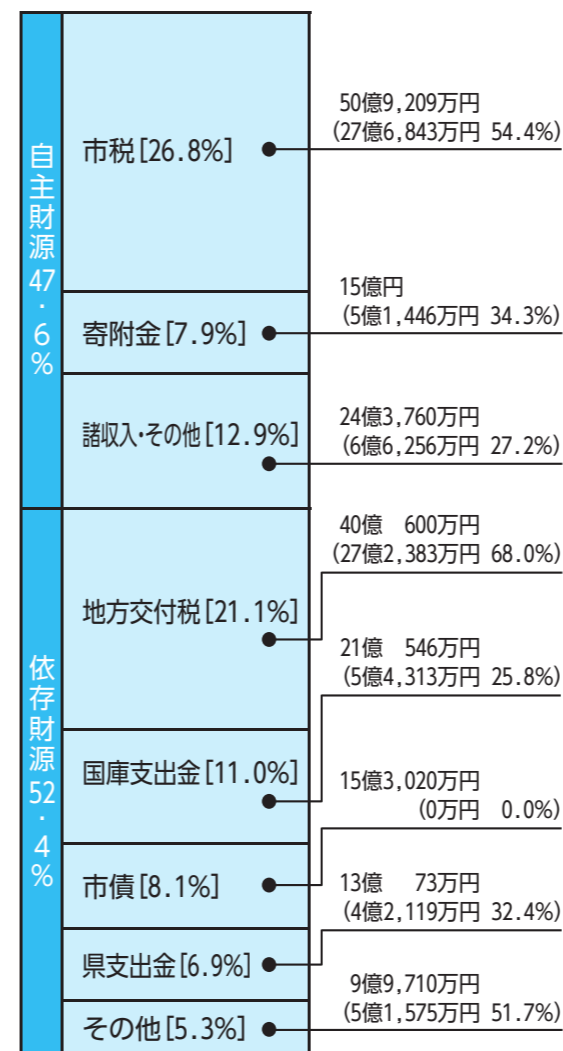 自主財源47・6%
市税[26.8%]
50億9,209万円
(27億6,843万円 54.4%)
寄附金[7.9%]
15億円
(5億1,446万円 34.3%)
諸収入・その他[12.9%]
24億3,760万円
(6億6,256万円 27.2%)
依存財源52・4%
地方交付税[21.1%]
40億　600万円
(27億2,383万円 68.0%)
国庫支出金[11.0%]
21億　546万円
(5億4,313万円 25.8%)
市債[8.1%]
15億3,020万円
(0万円　0.0%)
県支出金[6.9%]
13億　73万円
(4億2,119万円 32.4%)
その他[5.3%]
9億9,710万円
(5億1,575万円 51.7%)